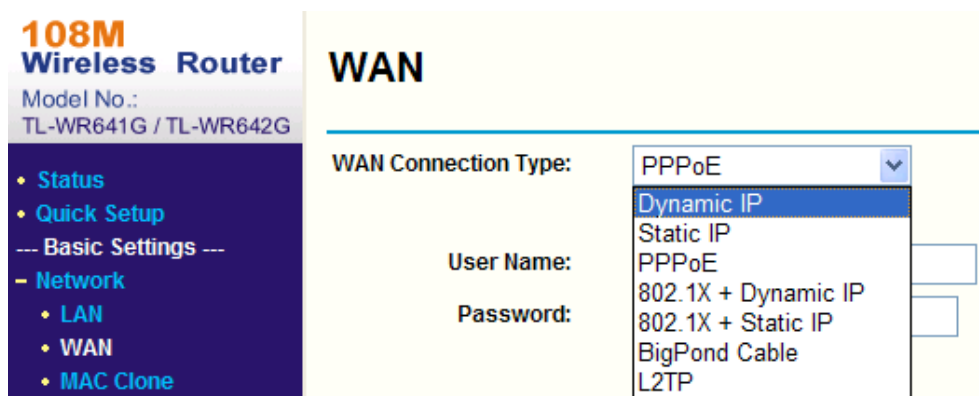 108M
Wireless Router
Model No.:
TL-WR641G / TL-WR642G
• Status
• Quick Setup
--- Basic Settings ---
– Network
• LAN
• WAN
• MAC Clone
WAN
WAN Connection Type:
PPPoE
Dynamic IP
Static IP
PPPoE
802.1X + Dynamic IP
802.1X + Static IP
BigPond Cable
L2TP
User Name:
Password: